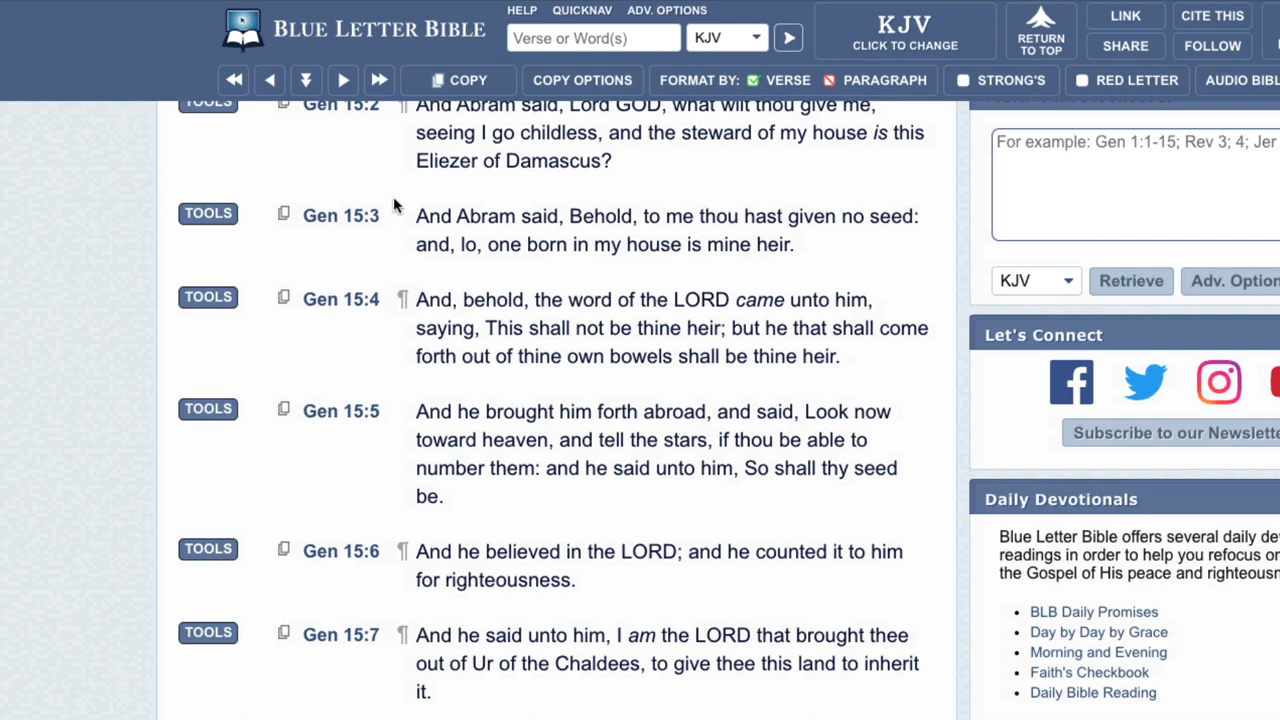 BLUE LETTER BIBLE
HELP QUICKNAV ADV. OPTIONS
Verse or Word(s)
KJV
KJV
CLICK TO CHANGE
RETURN
TO TOP
LINK
CITE THIS
SHARE
FOLLOW
COPY
COPY OPTIONS
FORMAT BY: VERSE PARAGRAPH
STRONG'S
RED LETTER
AUDIO BIBL
TOOLS
Gen 15:2 ¶ And Abram said, Lord GOD, what wilt thou give me,
seeing I go childless, and the steward of my house is this
Eliezer of Damascus?
TOOLS
Gen 15:3 And Abram said, Behold, to me thou hast given no seed:
and, lo, one born in my house is mine heir.
TOOLS
Gen 15:4 ¶ And, behold, the word of the LORD came unto him,
saying, This shall not be thine heir; but he that shall come
forth out of thine own bowels shall be thine heir.
TOOLS
Gen 15:5 And he brought him forth abroad, and said, Look now
toward heaven, and tell the stars, if thou be able to
number them: and he said unto him, So shall thy seed
be.
TOOLS
Gen 15:6 ¶ And he believed in the LORD; and he counted it to him
for righteousness.
TOOLS
Gen 15:7 ¶ And he said unto him, I am the LORD that brought thee
out of Ur of the Chaldees, to give thee this land to inherit
it.
For example: Gen 1:1-15; Rev 3; 4; Jer
KJV
Retrieve
Adv. Option
Let's Connect
Subscribe to our Newslette
Daily Devotionals
Blue Letter Bible offers several daily de
readings in order to help you refocus or
the Gospel of His peace and righteousn
• BLB Daily Promises
• Day by Day by Grace
• Morning and Evening
• Faith's Checkbook
• Daily Bible Reading